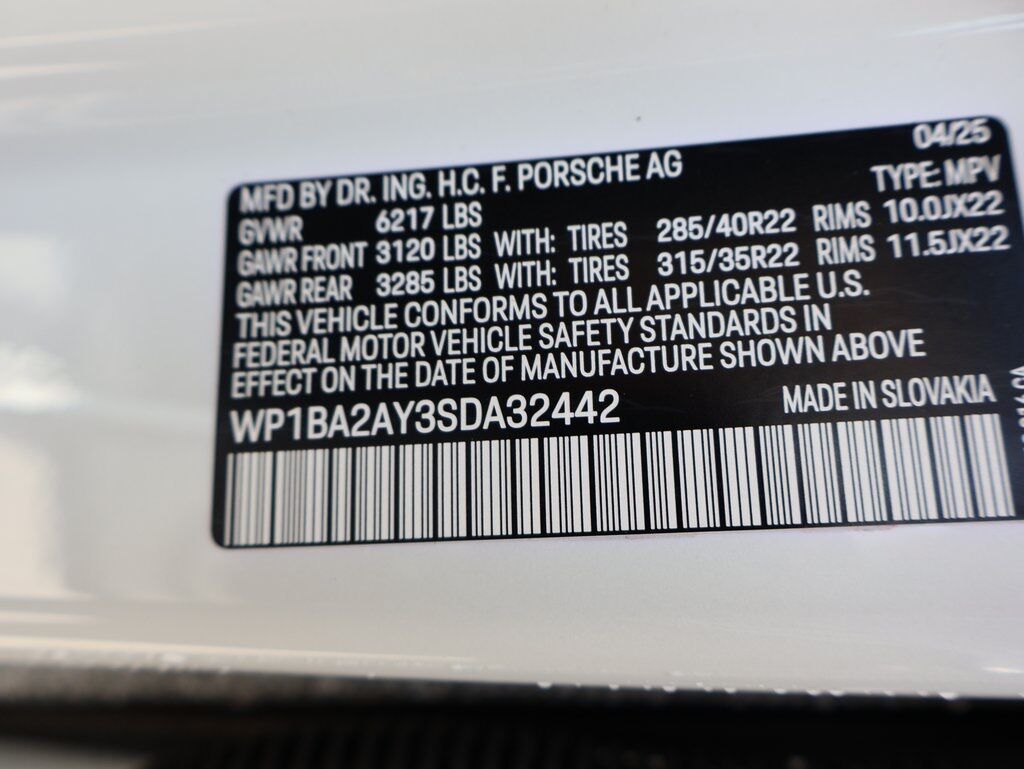 04/25
MFD BY DR. ING. H.C. F. PORSCHE AG TYPE: MPV
GVWR 6217 LBS
GAWR FRONT 3120 LBS WITH: TIRES 285/40R22 RIMS 10.0JX22
GAWR REAR 3285 LBS WITH: TIRES 315/35R22 RIMS 11.5JX22
THIS VEHICLE CONFORMS TO ALL APPLICABLE U.S.
FEDERAL MOTOR VEHICLE SAFETY STANDARDS IN
EFFECT ON THE DATE OF MANUFACTURE SHOWN ABOVE
WP1BA2AY3SDA32442 MADE IN SLOVAKIA